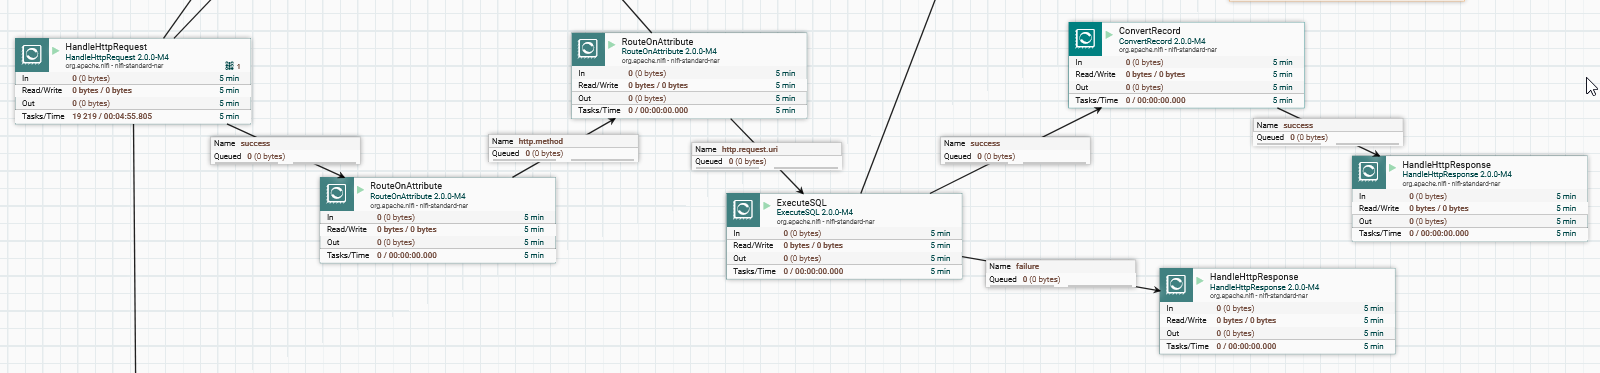 HandleHttpRequest
HandleHttpRequest 2.0.0-M4
org.apache.nifi - nifi-standard-nar
1
In 0 (0 bytes) 5 min
Read/Write 0 bytes / 0 bytes 5 min
Out 0 (0 bytes) 5 min
Tasks/Time 19 219 / 00:04:55.805 5 min
Name success
Queued 0 (0 bytes)
RouteOnAttribute
RouteOnAttribute 2.0.0-M4
org.apache.nifi - nifi-standard-nar
In 0 (0 bytes) 5 min
Read/Write 0 bytes / 0 bytes 5 min
Out 0 (0 bytes) 5 min
Tasks/Time 0 / 00:00:00.000 5 min
Name http.method
Queued 0 (0 bytes)
RouteOnAttribute
RouteOnAttribute 2.0.0-M4
org.apache.nifi - nifi-standard-nar
In 0 (0 bytes) 5 min
Read/Write 0 bytes / 0 bytes 5 min
Out 0 (0 bytes) 5 min
Tasks/Time 0 / 00:00:00.000 5 min
Name http.request.uri
Queued 0 (0 bytes)
ExecuteSQL
ExecuteSQL 2.0.0-M4
org.apache.nifi - nifi-standard-nar
In 0 (0 bytes) 5 min
Read/Write 0 bytes / 0 bytes 5 min
Out 0 (0 bytes) 5 min
Tasks/Time 0 / 00:00:00.000 5 min
Name success
Queued 0 (0 bytes)
ConvertRecord
ConvertRecord 2.0.0-M4
org.apache.nifi - nifi-standard-nar
In 0 (0 bytes) 5 min
Read/Write 0 bytes / 0 bytes 5 min
Out 0 (0 bytes) 5 min
Tasks/Time 0 / 00:00:00.000 5 min
Name success
Queued 0 (0 bytes)
HandleHttpResponse
HandleHttpResponse 2.0.0-M4
org.apache.nifi - nifi-standard-nar
In 0 (0 bytes) 5 min
Read/Write 0 bytes / 0 bytes 5 min
Out 0 (0 bytes) 5 min
Tasks/Time 0 / 00:00:00.000 5 min
Name failure
Queued 0 (0 bytes)
HandleHttpResponse
HandleHttpResponse 2.0.0-M4
org.apache.nifi - nifi-standard-nar
In 0 (0 bytes) 5 min
Read/Write 0 bytes / 0 bytes 5 min
Out 0 (0 bytes) 5 min
Tasks/Time 0 / 00:00:00.000 5 min